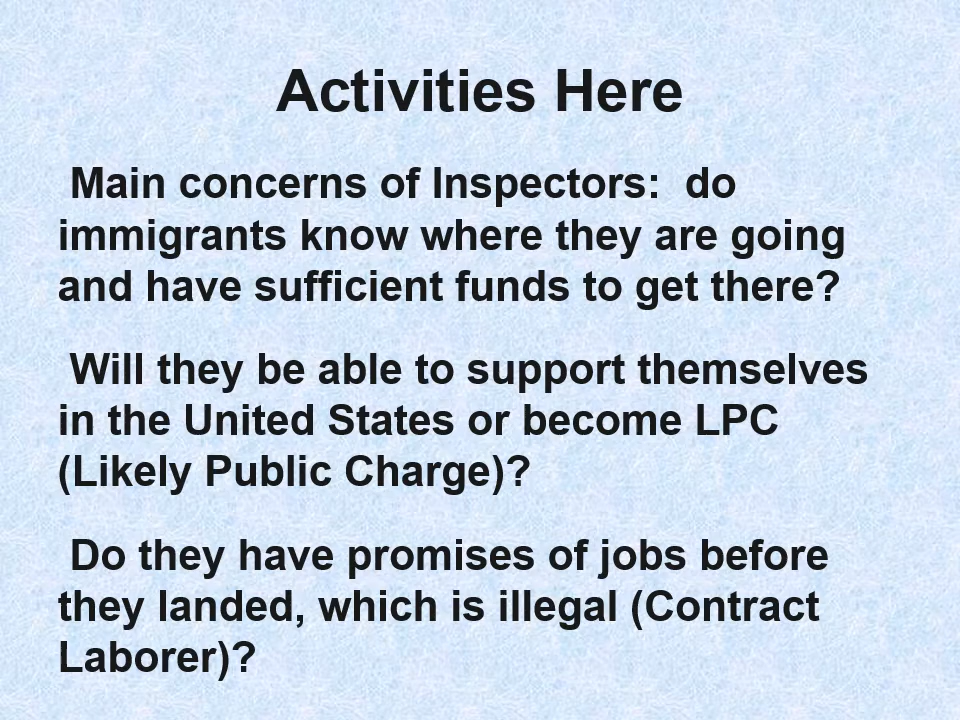 Activities Here
Main concerns of Inspectors:  do
immigrants know where they are going
and have sufficient funds to get there?
Will they be able to support themselves
in the United States or become LPC
(Likely Public Charge)?
Do they have promises of jobs before
they landed, which is illegal (Contract
Laborer)?